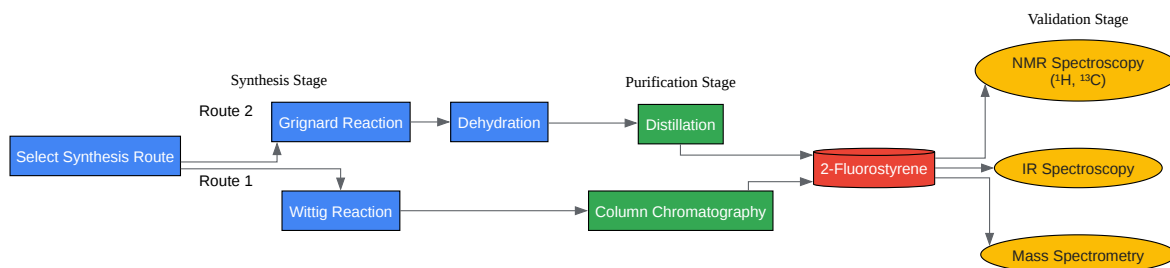 Validation Stage
NMR Spectroscopy
(¹H, ¹³C)
Synthesis Stage
Purification Stage
Route 2
Grignard Reaction
Dehydration
Distillation
Select Synthesis Route
2-Fluorostyrene
IR Spectroscopy
Route 1
Wittig Reaction
Column Chromatography
Mass Spectrometry